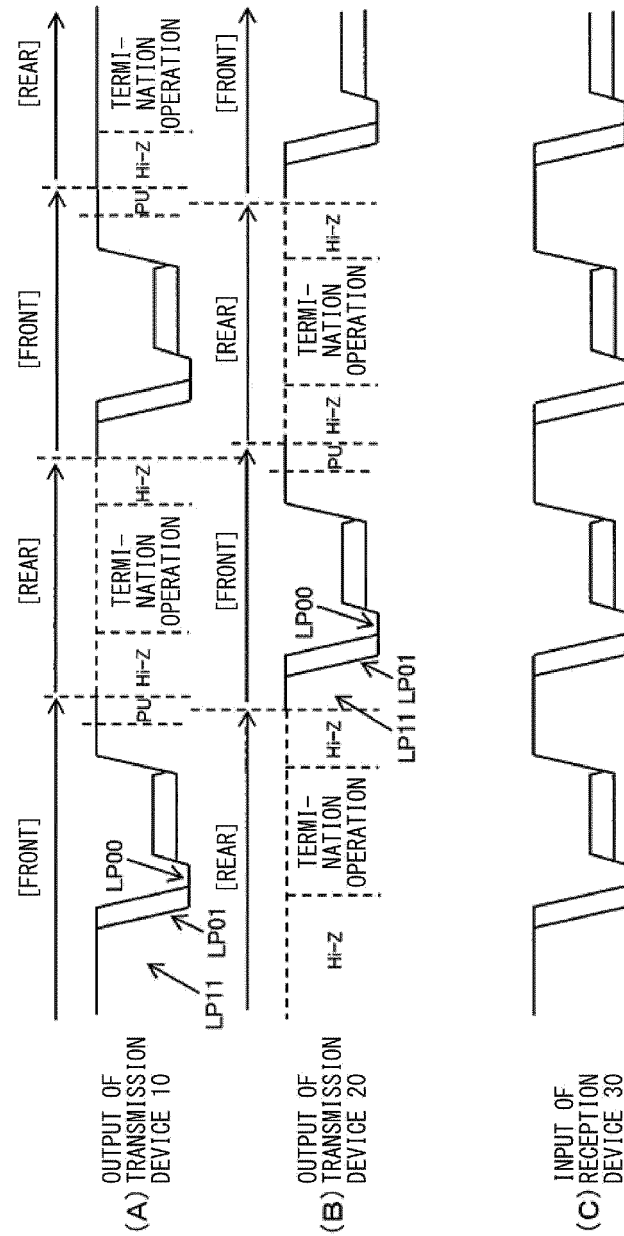 [FRONT]
[REAR]
[FRONT]
[REAR]
(A)
OUTPUT OF
TRANSMISSION
DEVICE 10
LP11
LP01
LP00
PU
Hi-Z
TERMI-
NATION
OPERATION
Hi-Z
PU
Hi-Z
TERMI-
NATION
OPERATION
[REAR]
[FRONT]
[REAR]
[FRONT]
(B)
OUTPUT OF
TRANSMISSION
DEVICE 20
Hi-Z
TERMI-
NATION
OPERATION
Hi-Z
LP11
LP01
LP00
PU
Hi-Z
TERMI-
NATION
OPERATION
Hi-Z
(C)
INPUT OF
RECEPTION
DEVICE 30